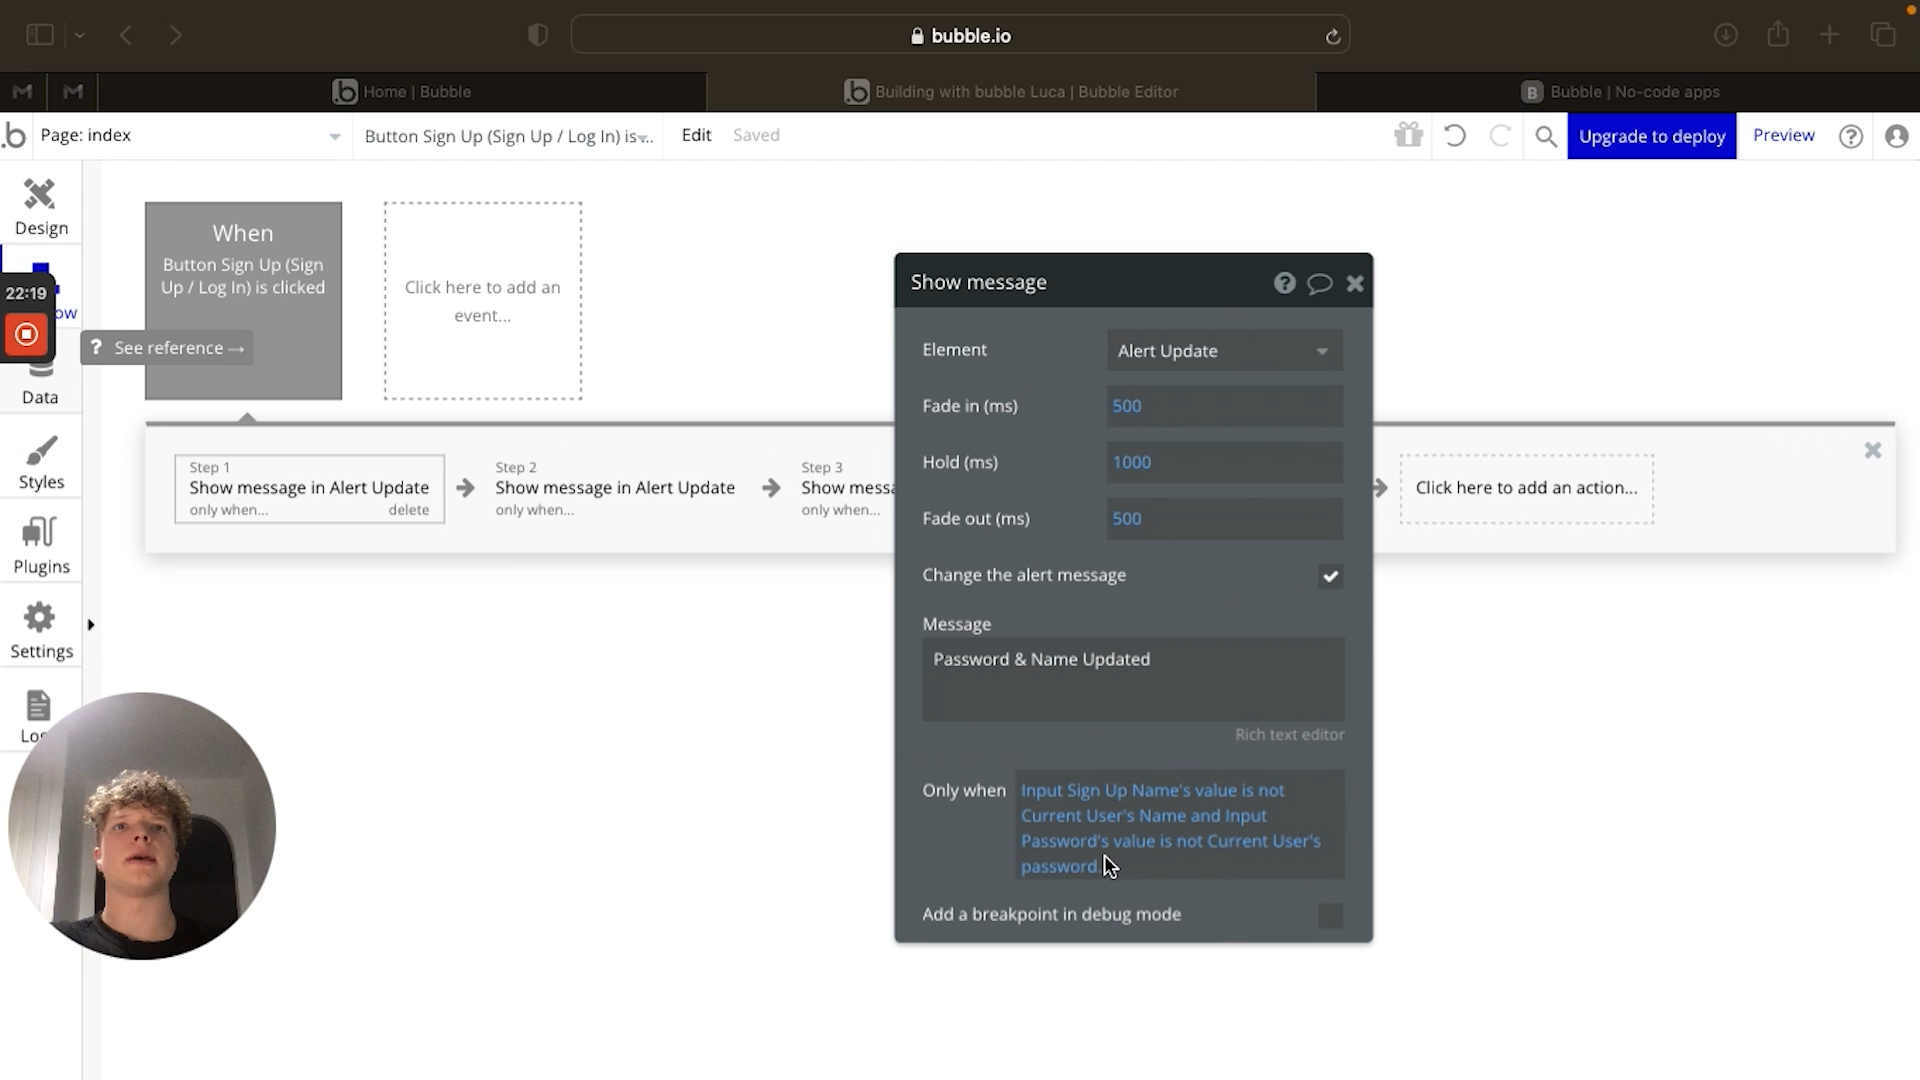 bubble.io
Home | Bubble
Building with bubble Luca | Bubble Editor
B
Bubble | No-code apps
b
Page: index
Button Sign Up (Sign Up / Log In) is...
Edit
Saved
Upgrade to deploy
Preview
Design
22:19
ow
Data
Styles
Plugins
Settings
When
Button Sign Up (Sign
Up / Log In) is clicked
? See reference →
Click here to add an
event...
Step 1
Show message in Alert Update
only when...
delete
Step 2
Show message in Alert Update
only when...
Step 3
Show messa
only when...
Click here to add an action...
Show message
Element
Alert Update
Fade in (ms)
500
Hold (ms)
1000
Fade out (ms)
500
Change the alert message
Message
Password & Name Updated
Rich text editor
Only when
Input Sign Up Name's value is not
Current User's Name and Input
Password's value is not Current User's
password.
Add a breakpoint in debug mode